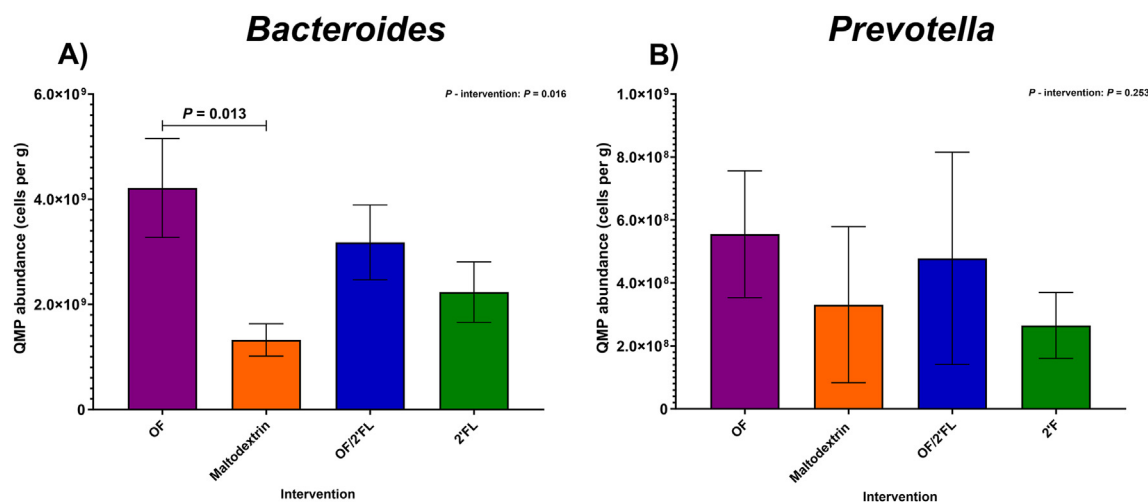 Bacteroides
Prevotella
A)
P - intervention: P = 0.016
P = 0.013
6.0×10⁹
4.0×10⁹
2.0×10⁹
0
QMP abundance (cells per g)
OF
Maltodextrin
OF/2'FL
2'FL
Intervention
B)
P - intervention: P = 0.253
1.0×10⁹
8.0×10⁸
6.0×10⁸
4.0×10⁸
2.0×10⁸
0
QMP abundance (cells per g)
OF
Maltodextrin
OF/2'FL
2'F
Intervention